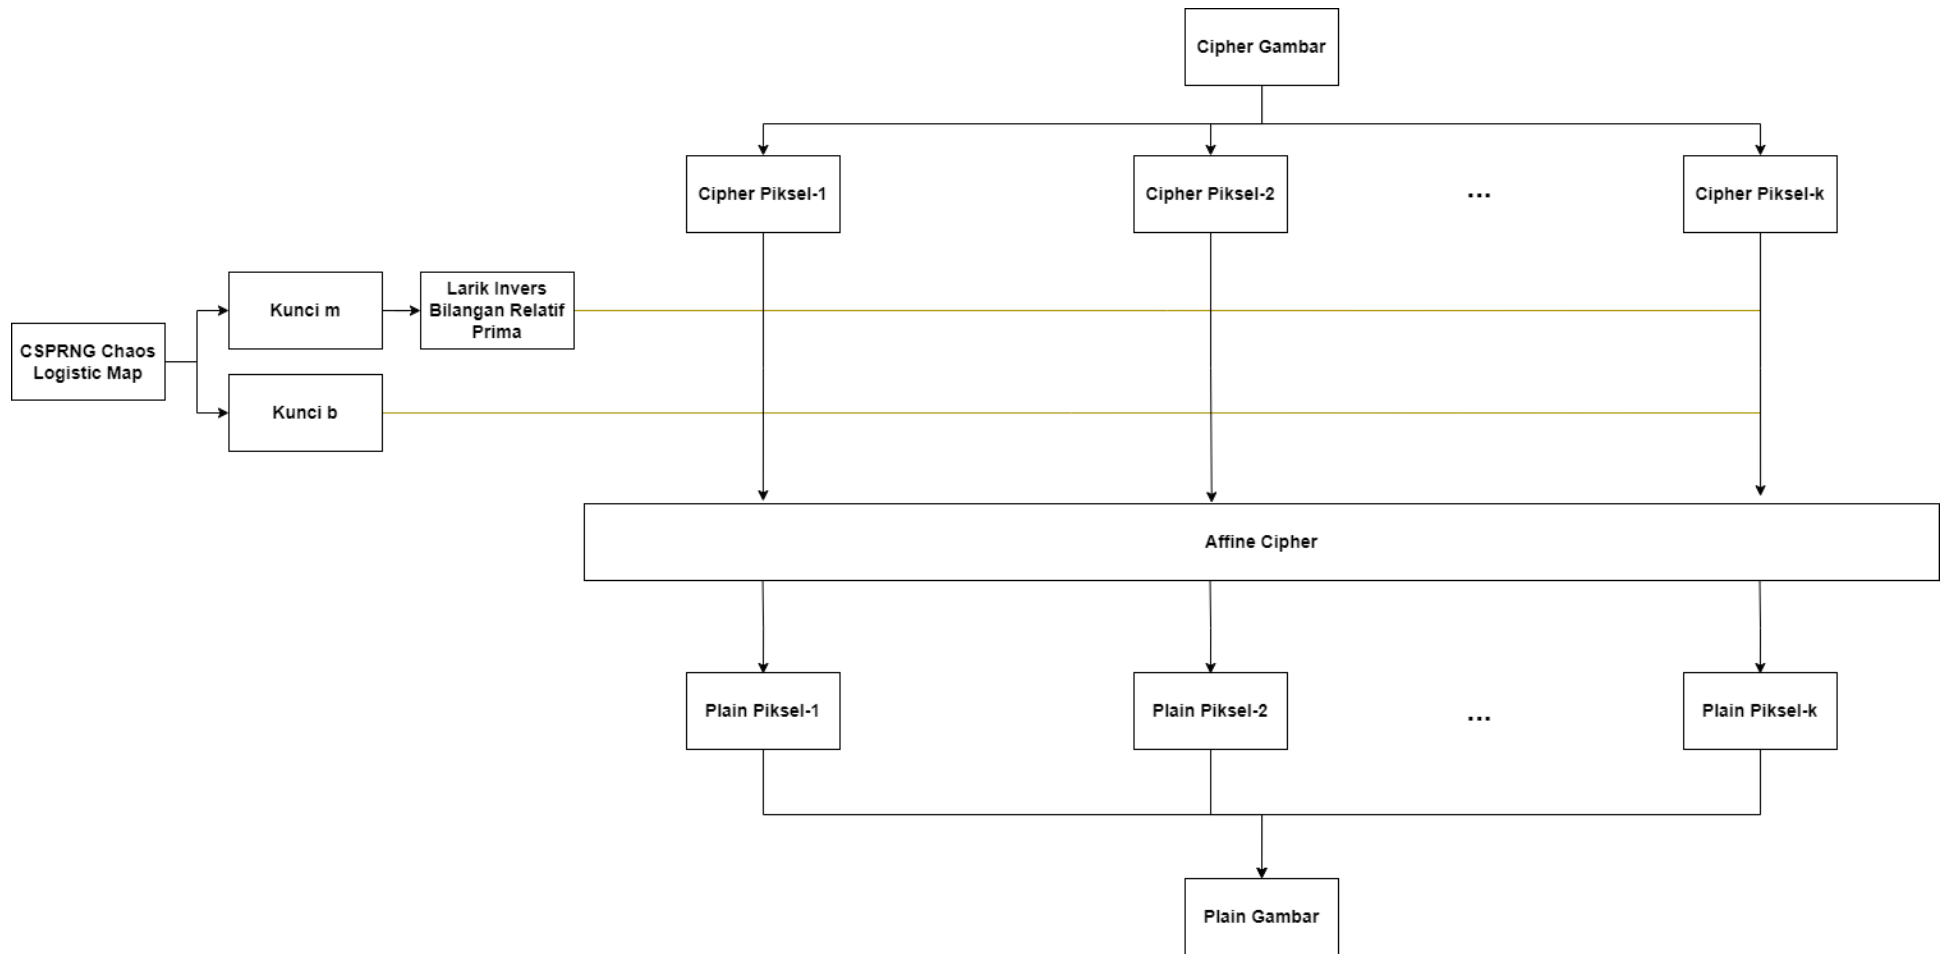 Cipher Gambar
Cipher Piksel-1
Cipher Piksel-2
...
Cipher Piksel-k
Kunci m
Larik Invers
Bilangan Relatif
Prima
CSPRNG Chaos
Logistic Map
Kunci b
Affine Cipher
Plain Piksel-1
Plain Piksel-2
...
Plain Piksel-k
Plain Gambar